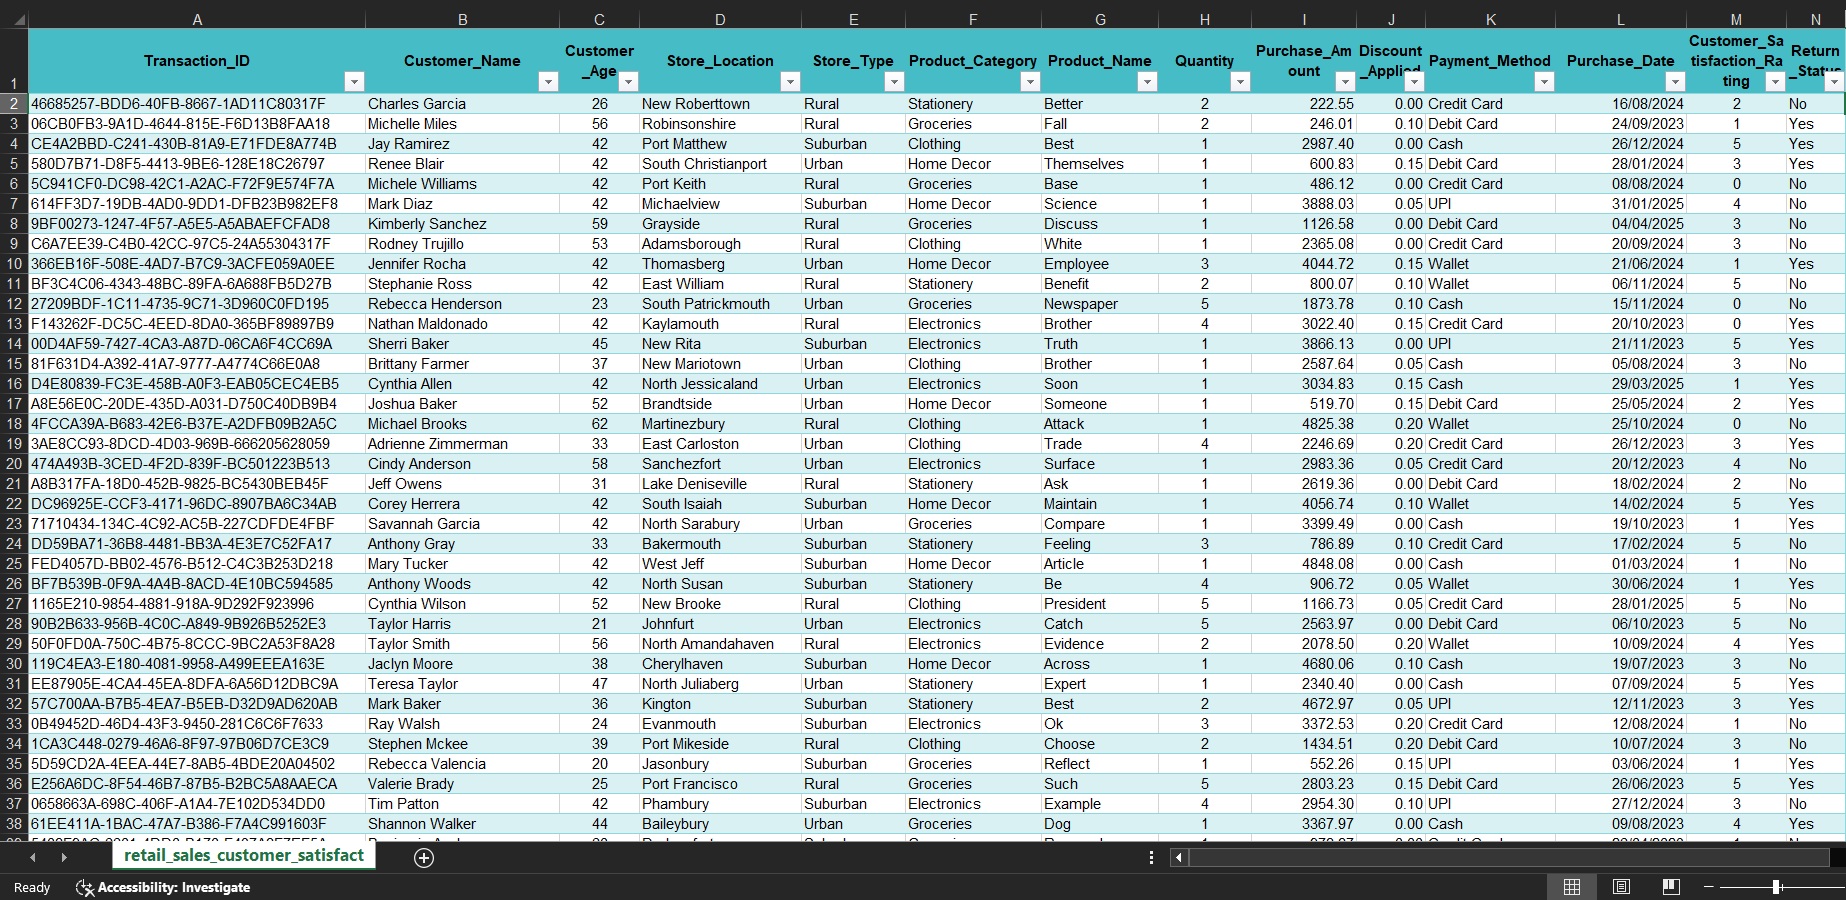 A B C D E F G H I J K L M N
1 Transaction_ID Customer_Name Customer_Age Store_Location Store_Type Product_Category Product_Name Quantity Purchase_Amount Discount_Applied Payment_Method Purchase_Date Customer_Satisfaction_Rating Return_Status
2 46685257-BDD6-40FB-8667-1AD11C80317F Charles Garcia 26 New Roberttown Rural Stationery Better 2 222.55 0.00 Credit Card 16/08/2024 2 No
3 06CB0FB3-9A1D-4644-815E-F6D13B8FAA18 Michelle Miles 56 Robinsonshire Rural Groceries Fall 2 246.01 0.10 Debit Card 24/09/2023 1 Yes
4 CE4A2BBD-C241-430B-81A9-E71FDE8A774B Jay Ramirez 42 Port Matthew Suburban Clothing Best 1 2987.40 0.00 Cash 26/12/2024 5 Yes
5 580D7B71-D8F5-4413-9BE6-128E18C26797 Renee Blair 42 South Christianport Urban Home Decor Themselves 1 600.83 0.15 Debit Card 28/01/2024 3 Yes
6 5C941CF0-DC98-42C1-A2AC-F72F9E574F7A Michele Williams 42 Port Keith Rural Groceries Base 1 486.12 0.00 Credit Card 08/08/2024 0 No
7 614FF3D7-19DB-4AD0-9DD1-DFB23B982EF8 Mark Diaz 42 Michaelview Suburban Home Decor Science 1 3888.03 0.05 UPI 31/01/2025 4 No
8 9BF00273-1247-4F57-A5E5-A5ABAEFCFAD8 Kimberly Sanchez 59 Grayside Rural Groceries Discuss 1 1126.58 0.00 Debit Card 04/04/2025 3 No
9 C6A7EE39-C4B0-42CC-97C5-24A55304317F Rodney Trujillo 53 Adamsborough Rural Clothing White 1 2365.08 0.00 Credit Card 20/09/2024 3 No
10 366EB16F-508E-4AD7-B7C9-3ACFE059A0EE Jennifer Rocha 42 Thomasberg Urban Home Decor Employee 3 4044.72 0.15 Wallet 21/06/2024 1 Yes
11 BF3C4C06-4343-48BC-89FA-6A688FB5D27B Stephanie Ross 42 East William Rural Stationery Benefit 2 800.07 0.10 Wallet 06/11/2024 5 No
12 27209BDF-1C11-4735-9C71-3D960C0FD195 Rebecca Henderson 23 South Patrickmouth Urban Groceries Newspaper 5 1873.78 0.10 Cash 15/11/2024 0 No
13 F143262F-DC5C-4EED-8DA0-365BF89897B9 Nathan Maldonado 42 Kaylamouth Rural Electronics Brother 4 3022.40 0.15 Credit Card 20/10/2023 0 Yes
14 00D4AF59-7427-4CA3-A87D-06CA6F4CC69A Sherri Baker 45 New Rita Suburban Electronics Truth 1 3866.13 0.00 UPI 21/11/2023 5 Yes
15 81F631D4-A392-41A7-9777-A4774C66E0A8 Brittany Farmer 37 New Mariotown Urban Clothing Brother 1 2587.64 0.05 Cash 05/08/2024 3 No
16 D4E80839-FC3E-458B-A0F3-EAB05CEC4EB5 Cynthia Allen 42 North Jessicaland Urban Electronics Soon 1 3034.83 0.15 Cash 29/03/2025 1 Yes
17 A8E56E0C-20DE-435D-A031-D750C40DB9B4 Joshua Baker 52 Brandtside Urban Home Decor Someone 1 519.70 0.15 Debit Card 25/05/2024 2 Yes
18 4FCCA39A-B683-42E6-B37E-A2DFB09B2A5C Michael Brooks 62 Martinezbury Rural Clothing Attack 1 4825.38 0.20 Wallet 25/10/2024 0 No
19 3AE8CC93-8DCD-4D03-969B-666205628059 Adrienne Zimmerman 33 East Carloston Urban Clothing Trade 4 2246.69 0.20 Credit Card 26/12/2023 3 Yes
20 474A493B-3CED-4F2D-839F-BC501223B513 Cindy Anderson 58 Sanchezfort Urban Electronics Surface 1 2983.36 0.05 Credit Card 20/12/2023 4 No
21 A8B317FA-18D0-452B-9825-BC5430BEB45F Jeff Owens 31 Lake Deniseville Rural Stationery Ask 1 2619.36 0.00 Debit Card 18/02/2024 2 No
22 DC96925E-CCF3-4171-96DC-8907BA6C34AB Corey Herrera 42 South Isaiah Suburban Home Decor Maintain 1 4056.74 0.10 Wallet 14/02/2024 5 Yes
23 71710434-134C-4C92-AC5B-227CDFDE4FBF Savannah Garcia 42 North Sarabury Urban Groceries Compare 1 3399.49 0.00 Cash 19/10/2023 1 Yes
24 DD59BA71-36B8-4481-BB3A-4E3E7C52FA17 Anthony Gray 33 Bakermouth Suburban Stationery Feeling 3 786.89 0.10 Credit Card 17/02/2024 5 No
25 FED4057D-BB02-4576-B512-C4C3B253D218 Mary Tucker 42 West Jeff Suburban Home Decor Article 1 4848.08 0.00 Cash 01/03/2024 1 No
26 BF7B539B-0F9A-4A4B-8ACD-4E10BC594585 Anthony Woods 42 North Susan Suburban Stationery Be 4 906.72 0.05 Wallet 30/06/2024 1 Yes
27 1165E210-9854-4881-918A-9D292F923996 Cynthia Wilson 52 New Brooke Rural Clothing President 5 1166.73 0.05 Credit Card 28/01/2025 5 No
28 90B2B633-956B-4C0C-A849-9B926B5252E3 Taylor Harris 21 Johnfurt Urban Groceries Catch 5 2563.97 0.00 Debit Card 06/10/2023 5 No
29 50F0FD0A-750C-4B75-8CCC-9BC2A53F8A28 Taylor Smith 56 North Amandahaven Rural Electronics Evidence 2 2078.50 0.20 Wallet 10/09/2024 4 Yes
30 119C4EA3-E180-4081-9958-A499EEEA163E Jaclyn Moore 38 Cherylhaven Suburban Home Decor Across 1 4680.06 0.10 Cash 19/07/2023 3 No
31 EE87905E-4CA4-45EA-8DFA-6A56D12DBC9A Teresa Taylor 47 North Juliaberg Urban Stationery Expert 1 2340.40 0.00 Cash 07/09/2024 5 Yes
32 57C700AA-B7B5-4EA7-B5EB-D32D9AD620AB Mark Baker 36 Kington Suburban Stationery Best 2 4672.97 0.05 UPI 12/11/2023 3 Yes
33 0B49452D-46D4-43F3-9450-281C6C6F7633 Ray Walsh 24 Evanmouth Suburban Electronics Ok 3 3372.53 0.20 Credit Card 12/08/2024 1 No
34 1CA3C448-0279-46A6-8F97-97B06D7CE3C9 Stephen Mckee 39 Port Mikeside Rural Clothing Choose 2 1434.51 0.20 Debit Card 10/07/2024 3 No
35 5D59CD2A-4EEA-44E7-8AB5-4BDE20A04502 Rebecca Valencia 20 Jasonbury Suburban Groceries Reflect 1 552.26 0.15 UPI 03/06/2024 1 Yes
36 E256A6DC-8F54-46B7-87B5-B2BC5A8AAECA Valerie Brady 25 Port Francisco Rural Groceries Such 5 2803.23 0.15 Debit Card 26/06/2023 5 Yes
37 0658663A-698C-406F-A1A4-7E102D534DD0 Tim Patton 42 Phambury Suburban Electronics Example 4 2954.30 0.10 UPI 27/12/2024 3 No
38 61EE411A-1BAC-47A7-B386-F7A4C991603F Shannon Walker 44 Baileybury Urban Groceries Dog 1 3367.97 0.00 Cash 09/08/2023 4 Yes
retail_sales_customer_satisfact
Ready Accessibility: Investigate